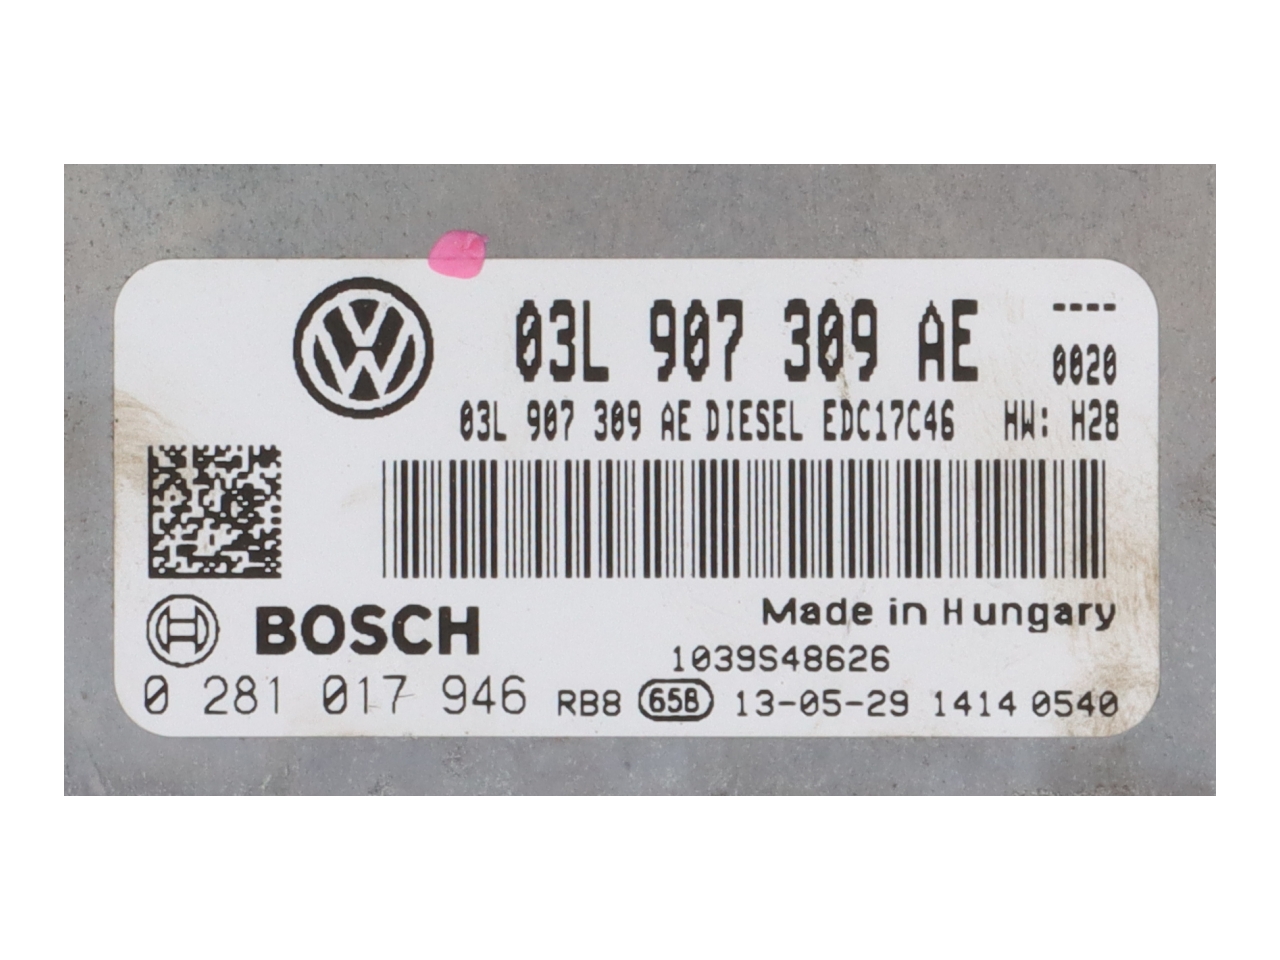 03L 907 309 AE ----
0020
03L 907 309 AE DIESEL EDC17C46 HW: H28
BOSCH
Made in Hungary
1039S48626
0 281 017 946 RB8 65B 13-05-29 1414 0540